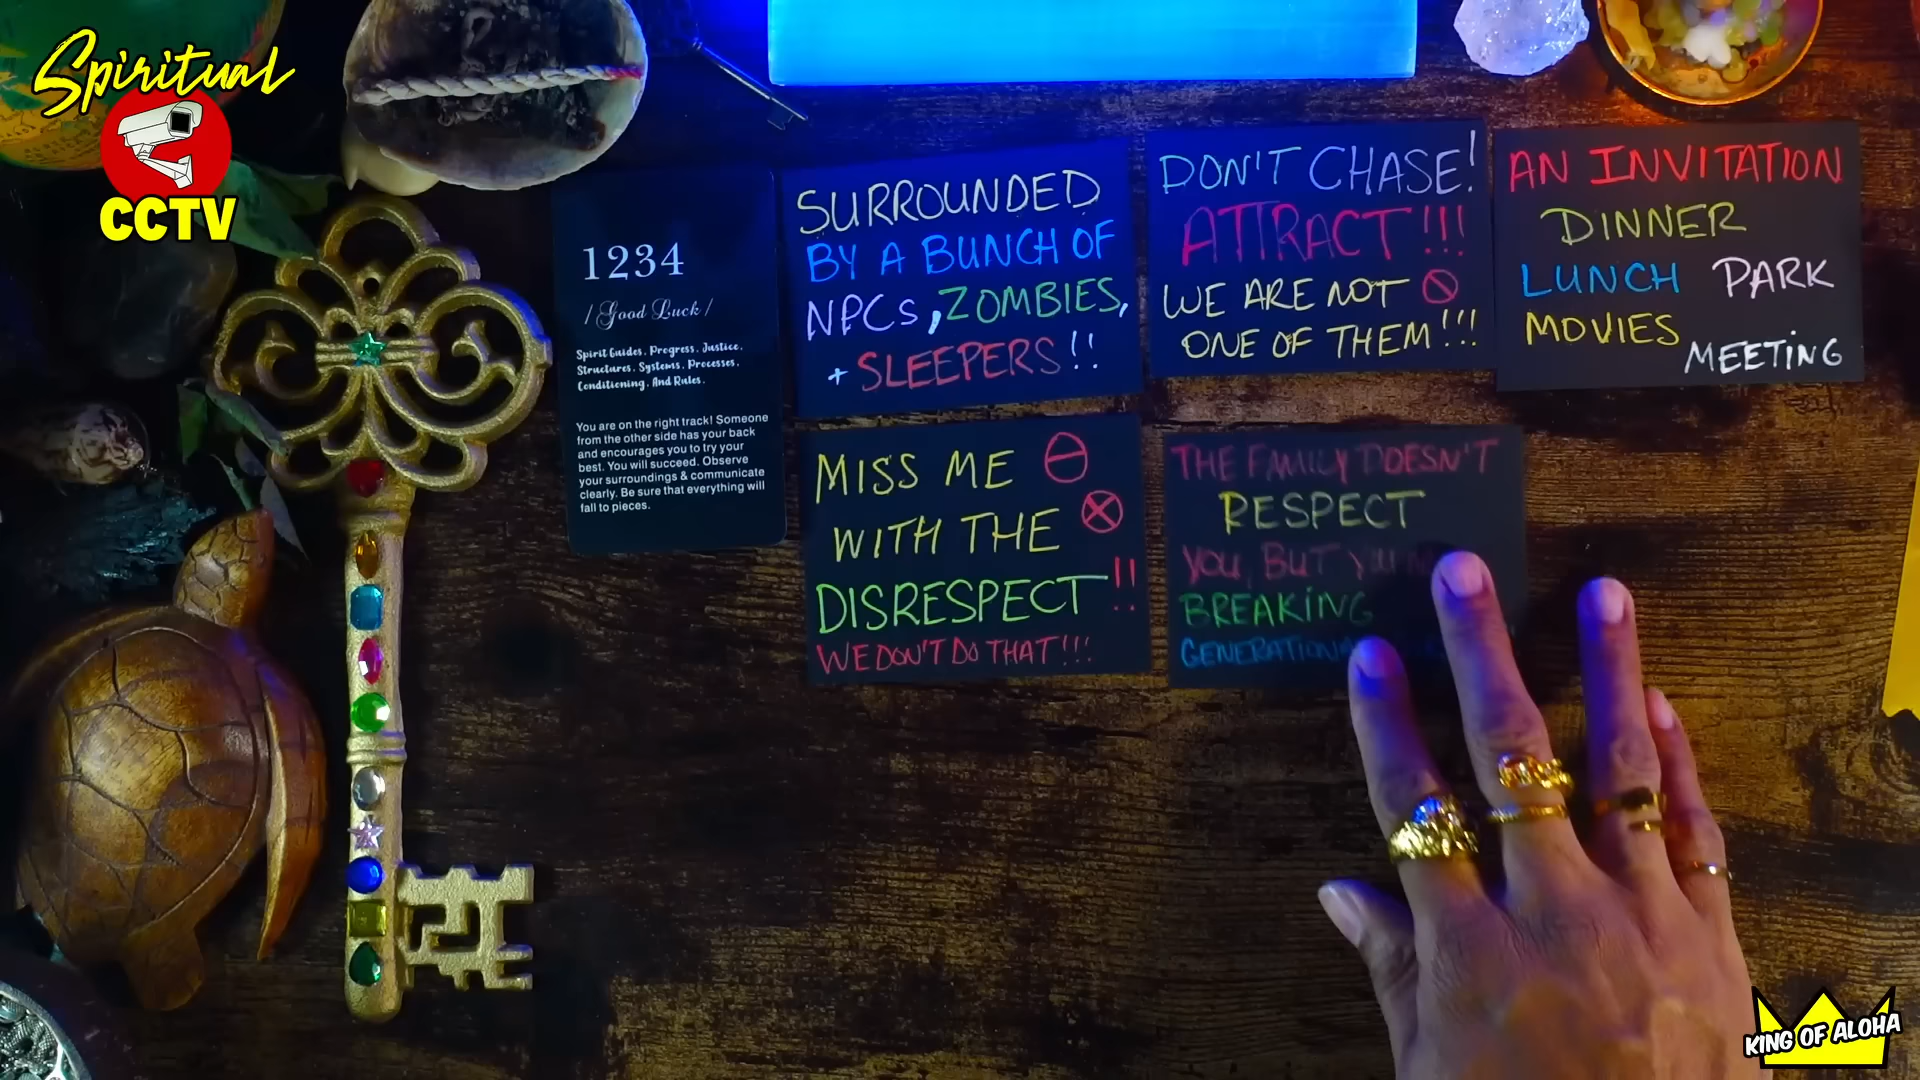 Spiritual
CCTV
1234
/Good Luck/
Spirit Guides. Progress. Justice.
Structures. Systems. Processes.
Conditioning. And Rules.
You are on the right track! Someone
from the other side has your back
and encourages you to try your
best. You will succeed. Observe
your surroundings & communicate
clearly. Be sure that everything will
fall to pieces.
SURROUNDED
BY A BUNCH OF
NPCs, ZOMBIES,
+ SLEEPERS!!
DON'T CHASE!
ATTRACT!!!
WE ARE NOT
ONE OF THEM!!!
AN INVITATION
DINNER
LUNCH PARK
MOVIES
MEETING
MISS ME
WITH THE
DISRESPECT!!
WE DON'T DO THAT!!!
THE FAMILY DOESN'T
RESPECT
YOU, BUT
BREAKING
KING OF ALOHA